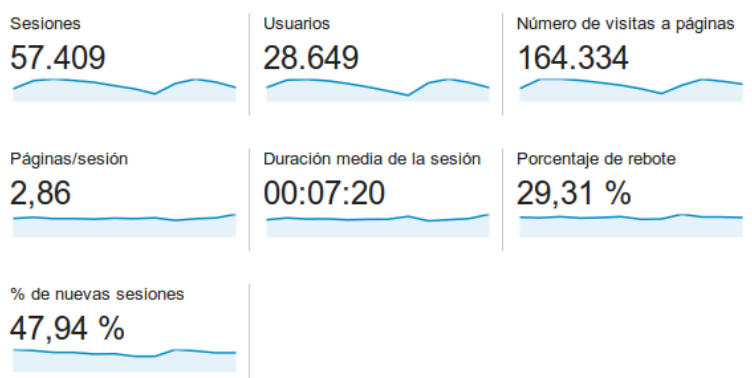 Sesiones
57.409
Usuarios
28.649
Número de visitas a páginas
164.334
Páginas/sesión
2,86
Duración media de la sesión
00:07:20
Porcentaje de rebote
29,31 %
% de nuevas sesiones
47,94 %